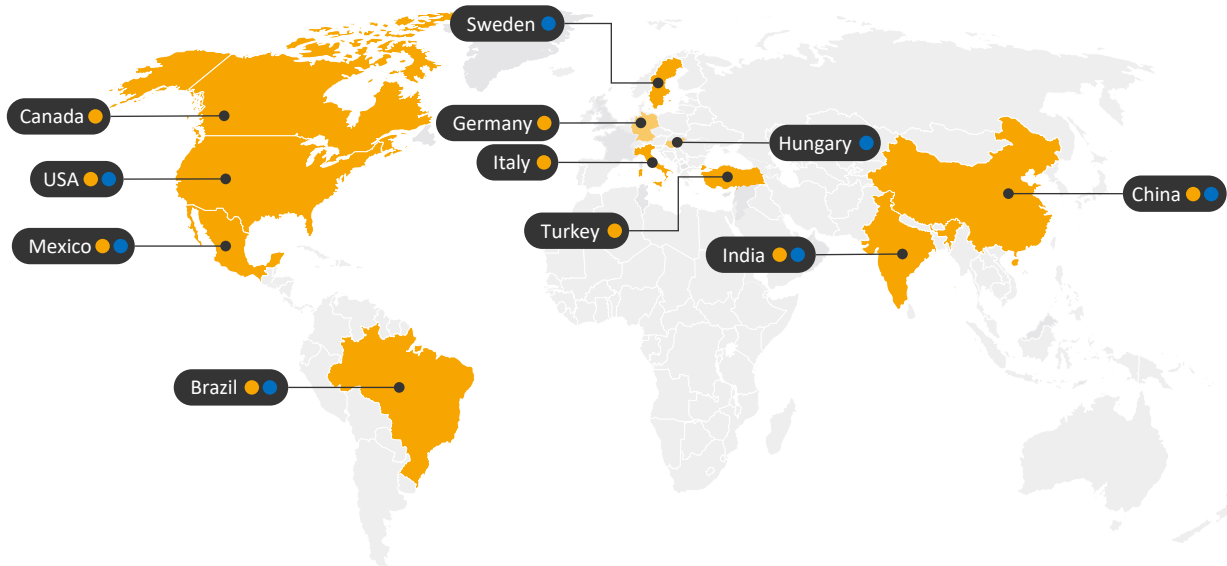 Sweden
Canada
Germany
Hungary
Italy
USA
China
Turkey
Mexico
India
Brazil